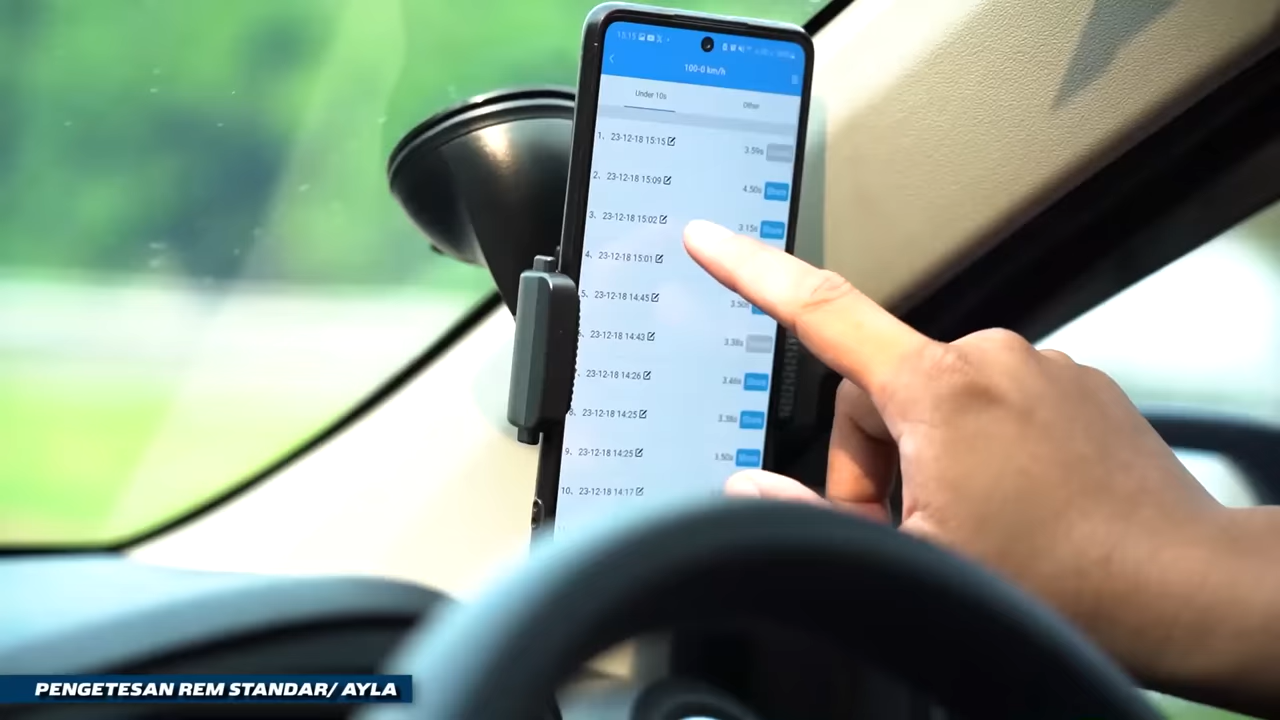 15:15
100-0 km/h
Under 10s Other
1. 23-12-18 15:15 3.59s
2. 23-12-18 15:09 4.50s Share
3. 23-12-18 15:02 3.15s Share
4. 23-12-18 15:01
5. 23-12-18 14:45 3.50s
23-12-18 14:43 3.38s
23-12-18 14:26 3.46s Share
8. 23-12-18 14:25 3.38s Share
9. 23-12-18 14:25 3.50s Share
10. 23-12-18 14:17
PENGETESAN REM STANDAR/ AYLA